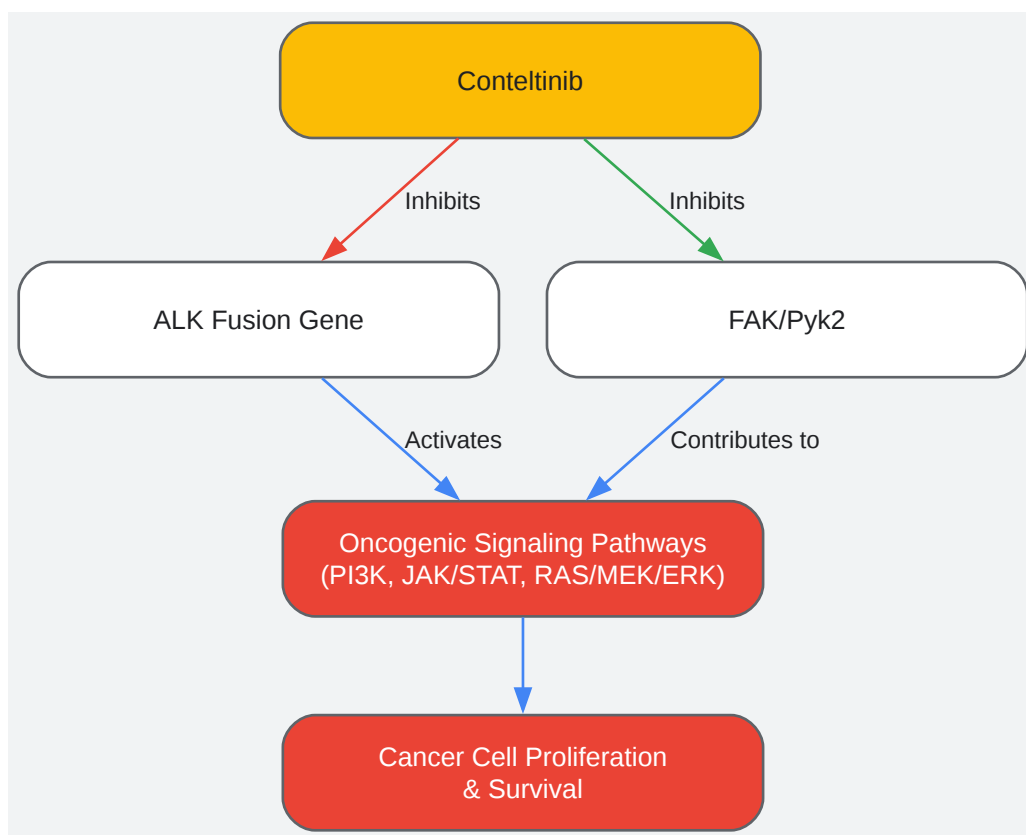 Conteltinib
Inhibits
Inhibits
ALK Fusion Gene
FAK/Pyk2
Activates
Contributes to
Oncogenic Signaling Pathways
(PI3K, JAK/STAT, RAS/MEK/ERK)
Cancer Cell Proliferation
& Survival